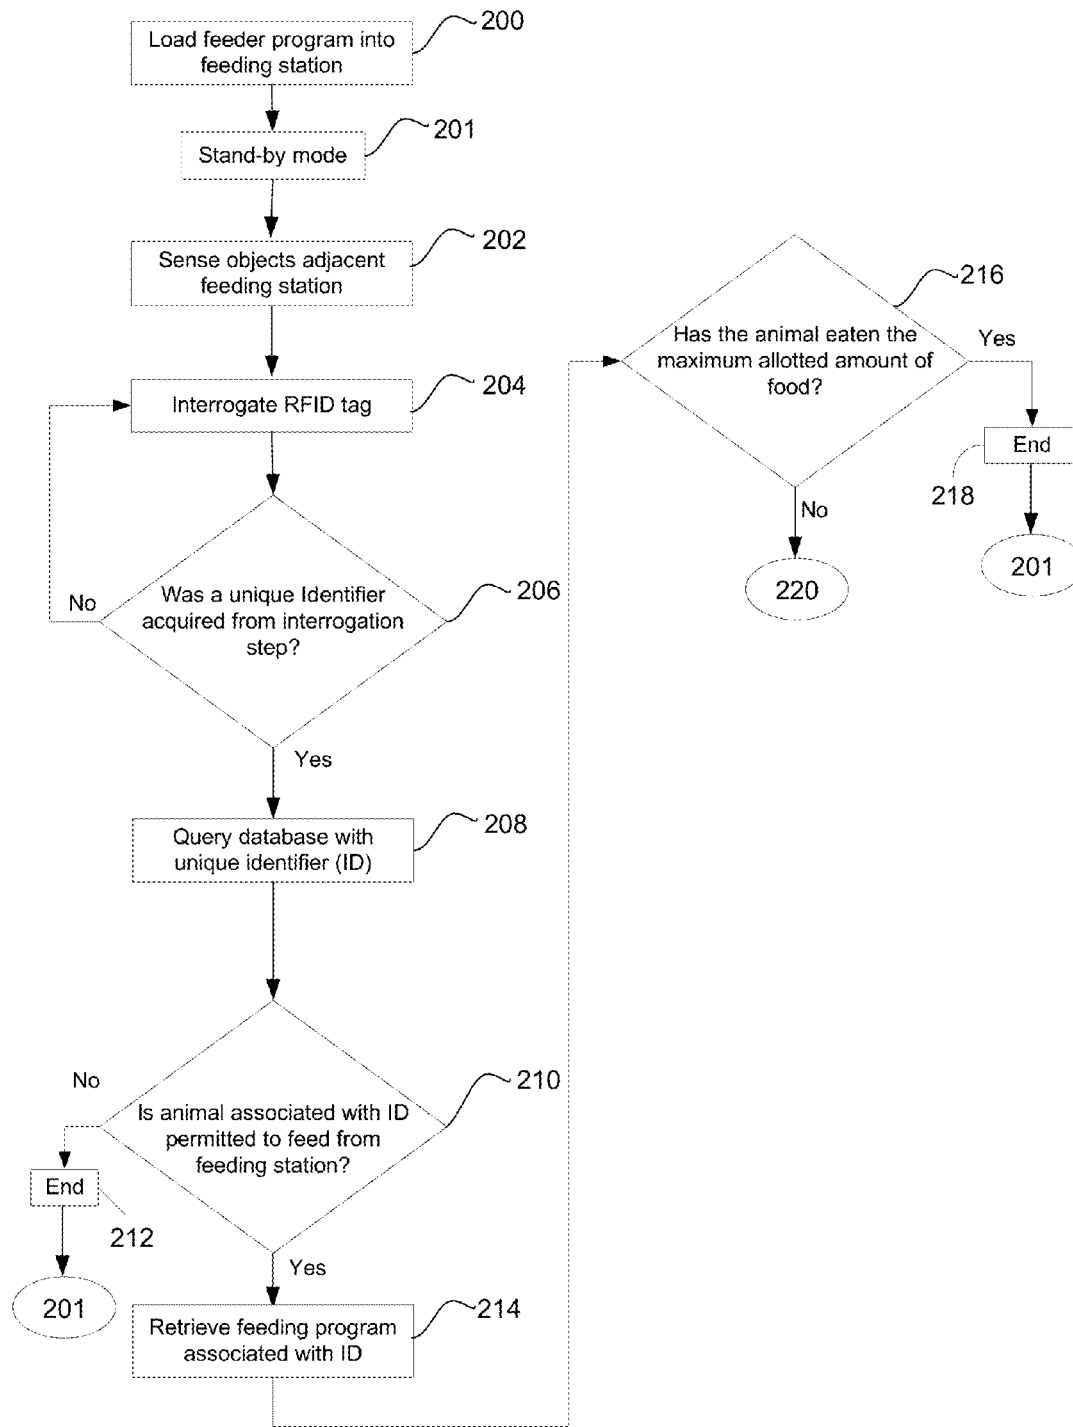 200
Load feeder program into
feeding station
201
Stand-by mode
202
Sense objects adjacent
feeding station
204
Interrogate RFID tag
206
Was a unique Identifier
acquired from interrogation
step?
No
Yes
208
Query database with
unique identifier (ID)
210
No
Is animal associated with ID
permitted to feed from
feeding station?
End
212
201
Yes
214
Retrieve feeding program
associated with ID
216
Has the animal eaten the
maximum allotted amount of
food?
Yes
End
218
201
No
220